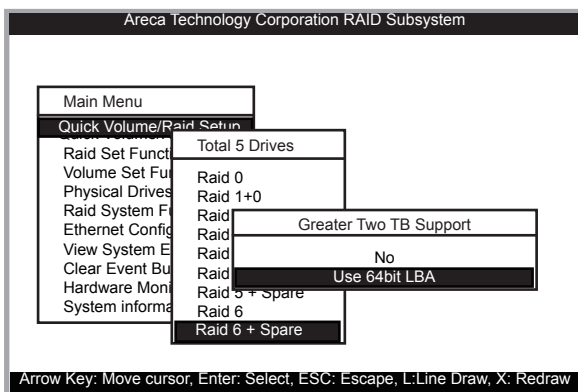 Areca Technology Corporation RAID Subsystem
Main Menu
Quick Volume/Raid Setup
Raid Set Functi
Volume Set Fu
Physical Drives
Raid System F
Ethernet Config
View System E
Clear Event Bu
Hardware Moni
System informa
Total 5 Drives
Raid 0
Raid 1+0
Raid
Raid
Raid
Raid
Raid 5 + Spare
Raid 6
Raid 6 + Spare
Greater Two TB Support
No
Use 64bit LBA
Arrow Key: Move cursor, Enter: Select, ESC: Escape, L:Line Draw, X: Redraw